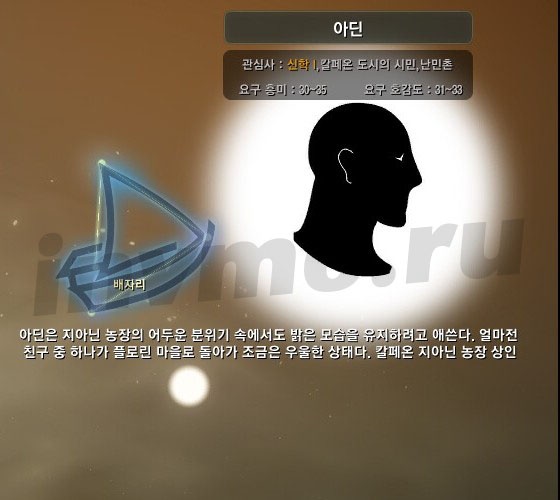 아딘
관심사 : 신학 I,칼페온 도시의 시민,난민촌
요구 흥미 : 30~35 요구 호감도 : 31~33
invmo.ru
배자리
아딘은 지아닌 농장의 어두운 분위기 속에서도 밝은 모습을 유지하려고 애쓴다. 얼마전
친구 중 하나가 플로린 마을로 돌아가 조금은 우울한 상태다. 칼페온 지아닌 농장 상인